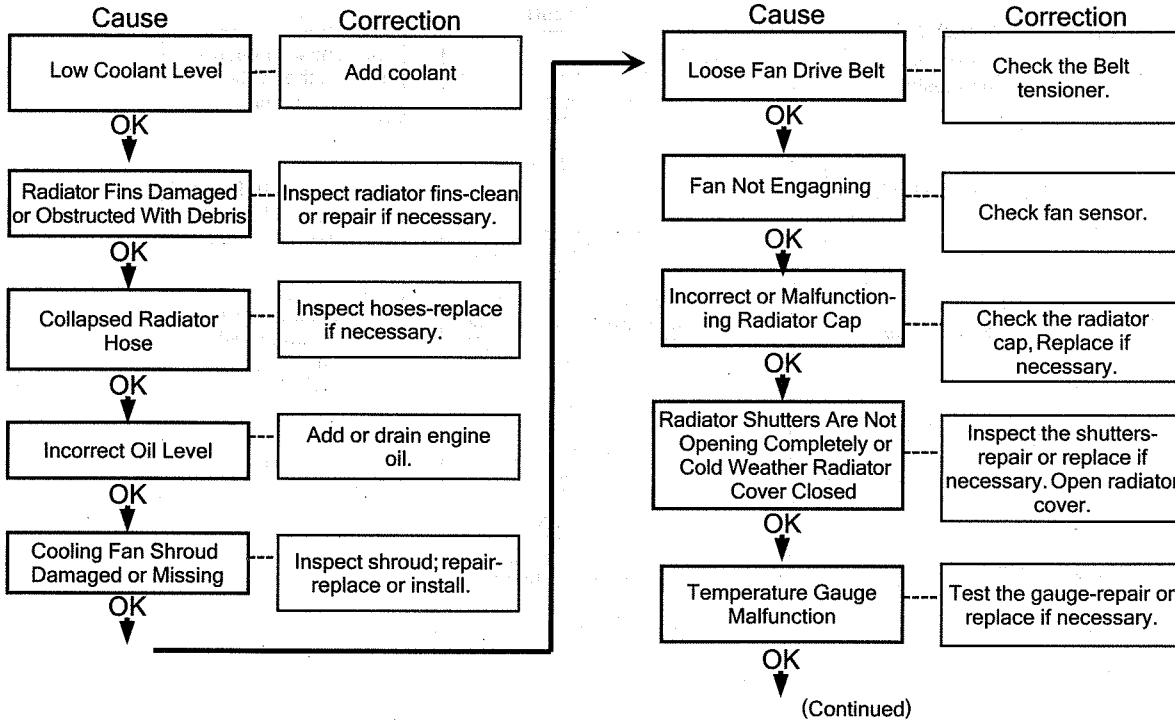 Cause
Correction
Low Coolant Level
Add coolant
OK
Radiator Fins Damaged
or Obstructed With Debris
Inspect radiator fins-clean
or repair if necessary.
OK
Collapsed Radiator
Hose
Inspect hoses-replace
if necessary.
OK
Incorrect Oil Level
Add or drain engine
oil.
OK
Cooling Fan Shroud
Damaged or Missing
Inspect shroud; repair-
replace or install.
OK
Cause
Correction
Loose Fan Drive Belt
Check the Belt
tensioner.
OK
Fan Not Engagning
Check fan sensor.
OK
Incorrect or Malfunction-
ing Radiator Cap
Check the radiator
cap, Replace if
necessary.
OK
Radiator Shutters Are Not
Opening Completely or
Cold Weather Radiator
Cover Closed
Inspect the shutters-
repair or replace if
necessary. Open radiator
cover.
OK
Temperature Gauge
Malfunction
Test the gauge-repair or
replace if necessary.
OK
(Continued)